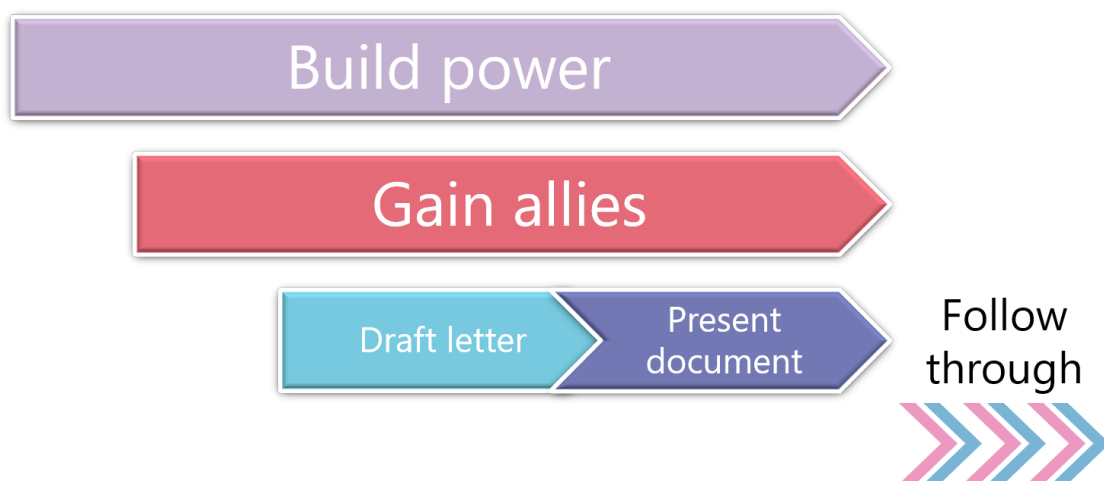 Build power
Gain allies
Draft letter
Present
document
Follow
through